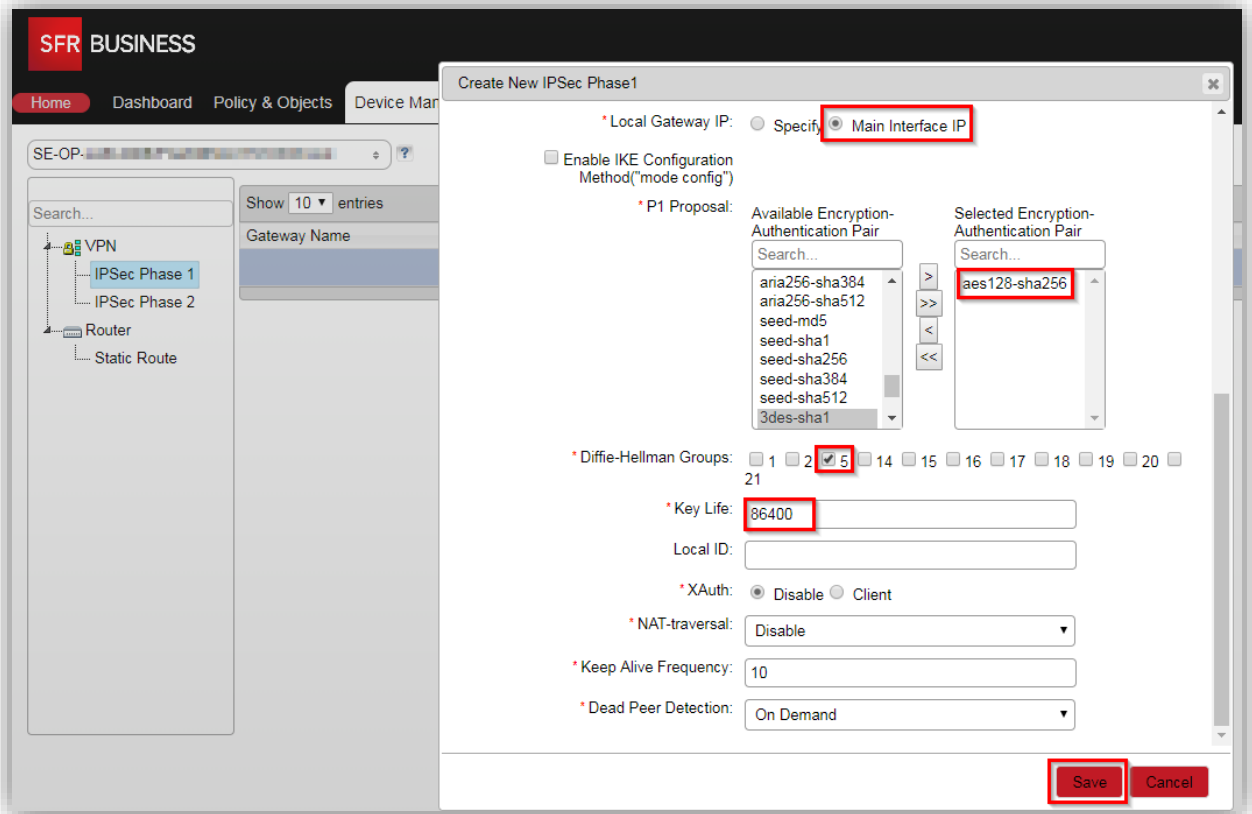 SFR BUSINESS
Home Dashboard Policy & Objects Device Man
SE-OP-
?
Search...
VPN
IPSec Phase 1
IPSec Phase 2
Router
Static Route
Show 10 entries
Gateway Name
Create New IPSec Phase1
* Local Gateway IP: Specify Main Interface IP
Enable IKE Configuration
Method("mode config")
* P1 Proposal:
Available Encryption-
Authentication Pair
Search...
aria256-sha384
aria256-sha512
seed-md5
seed-sha1
seed-sha256
seed-sha384
seed-sha512
3des-sha1
>
>>
<
<<
Selected Encryption-
Authentication Pair
Search...
aes128-sha256
* Diffie-Hellman Groups: 1 2 5 14 15 16 17 18 19 20
21
* Key Life: 86400
Local ID:
* XAuth: Disable Client
* NAT-traversal: Disable
* Keep Alive Frequency: 10
* Dead Peer Detection: On Demand
Save Cancel